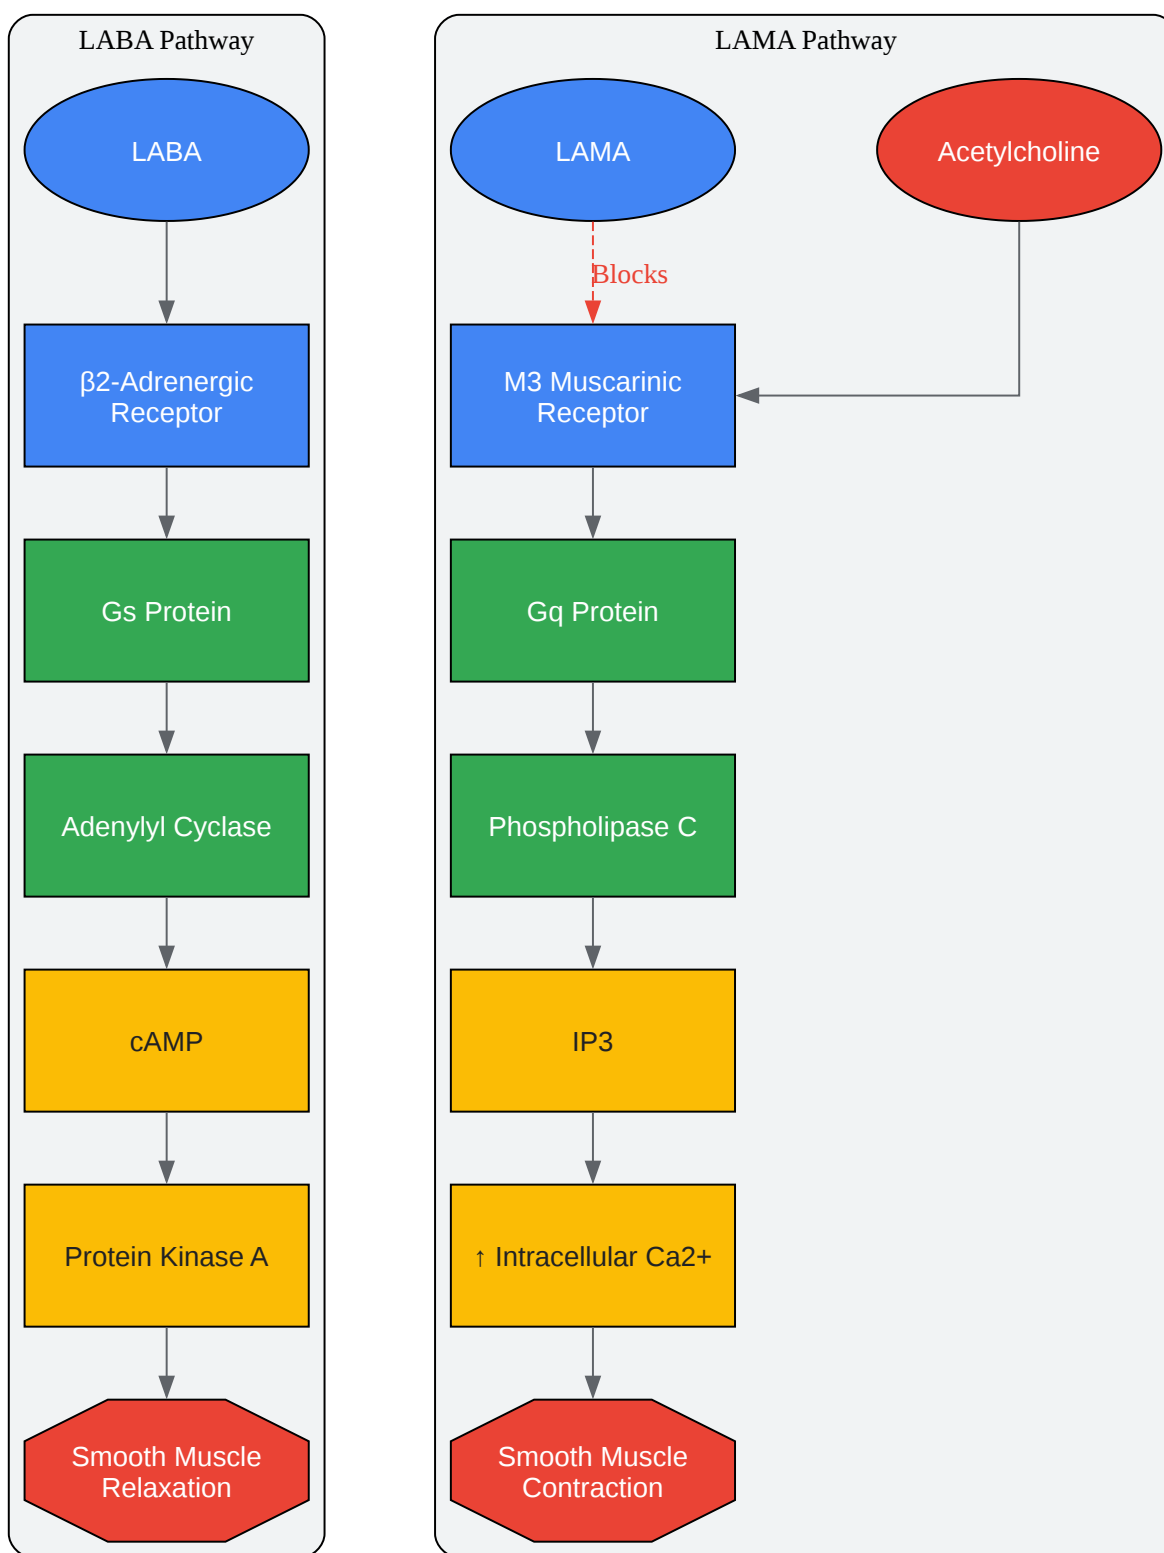 LABA Pathway
LABA
β2-Adrenergic
Receptor
Gs Protein
Adenylyl Cyclase
cAMP
Protein Kinase A
Smooth Muscle
Relaxation
LAMA Pathway
LAMA
Acetylcholine
Blocks
M3 Muscarinic
Receptor
Gq Protein
Phospholipase C
IP3
↑ Intracellular Ca2+
Smooth Muscle
Contraction